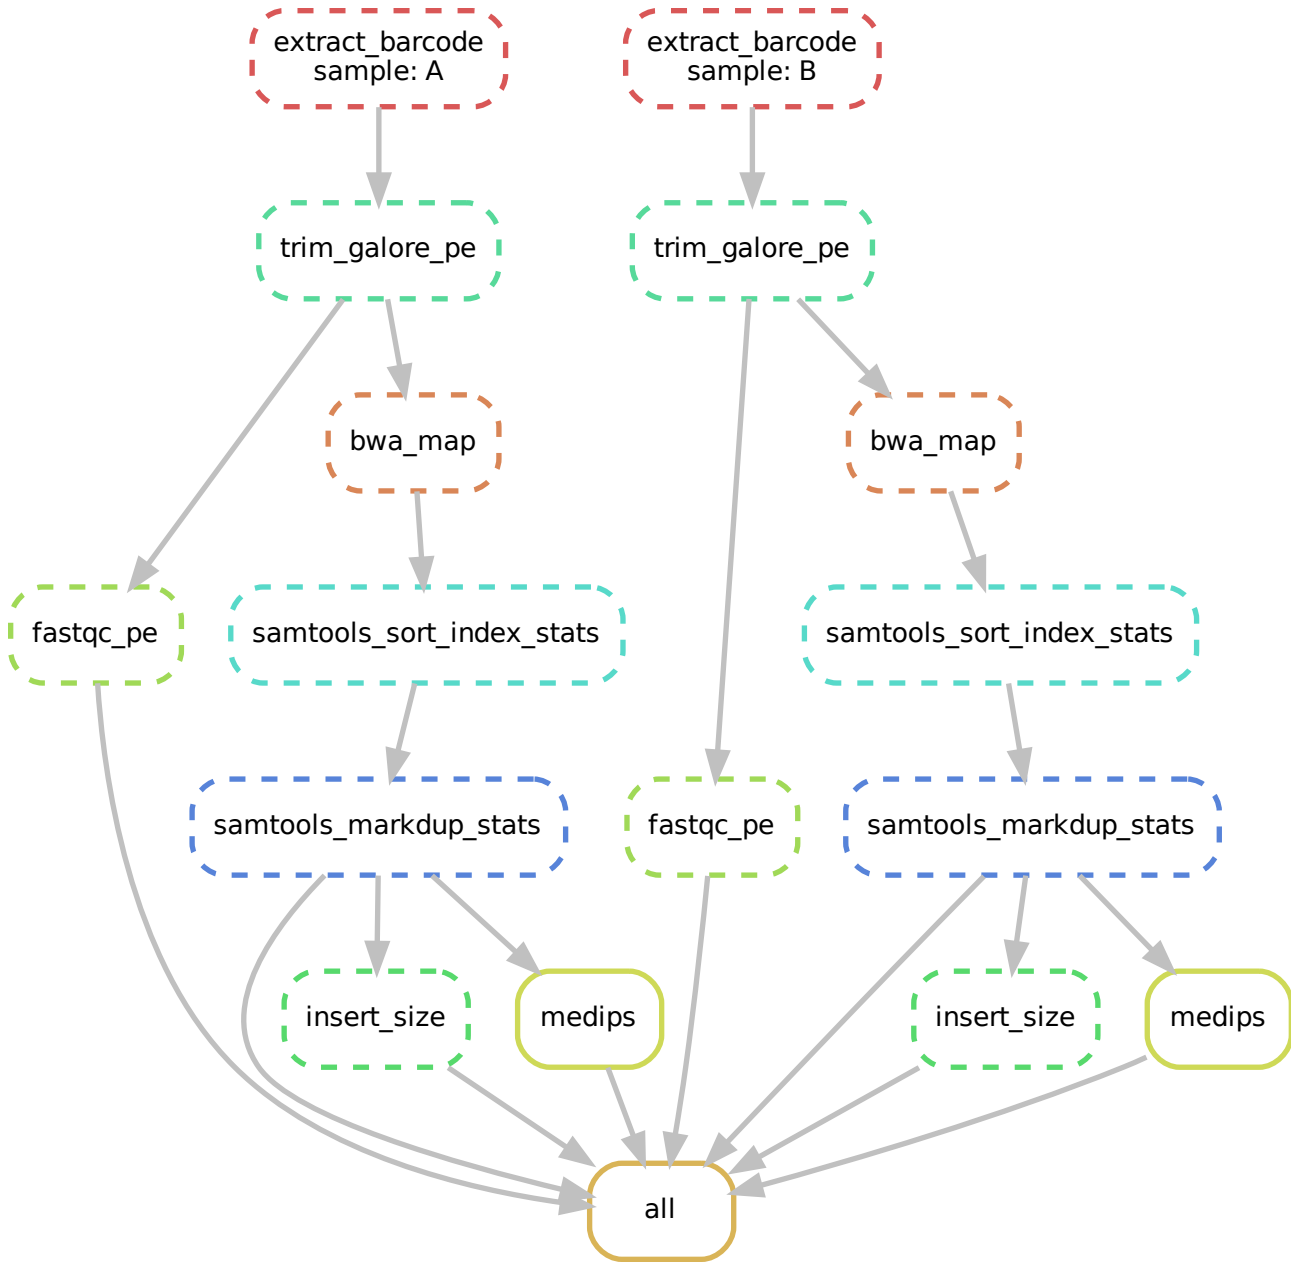 extract_barcode
sample: A
extract_barcode
sample: B
trim_galore_pe
trim_galore_pe
bwa_map
bwa_map
fastqc_pe
samtools_sort_index_stats
samtools_sort_index_stats
samtools_markdup_stats
fastqc_pe
samtools_markdup_stats
insert_size
medips
insert_size
medips
all